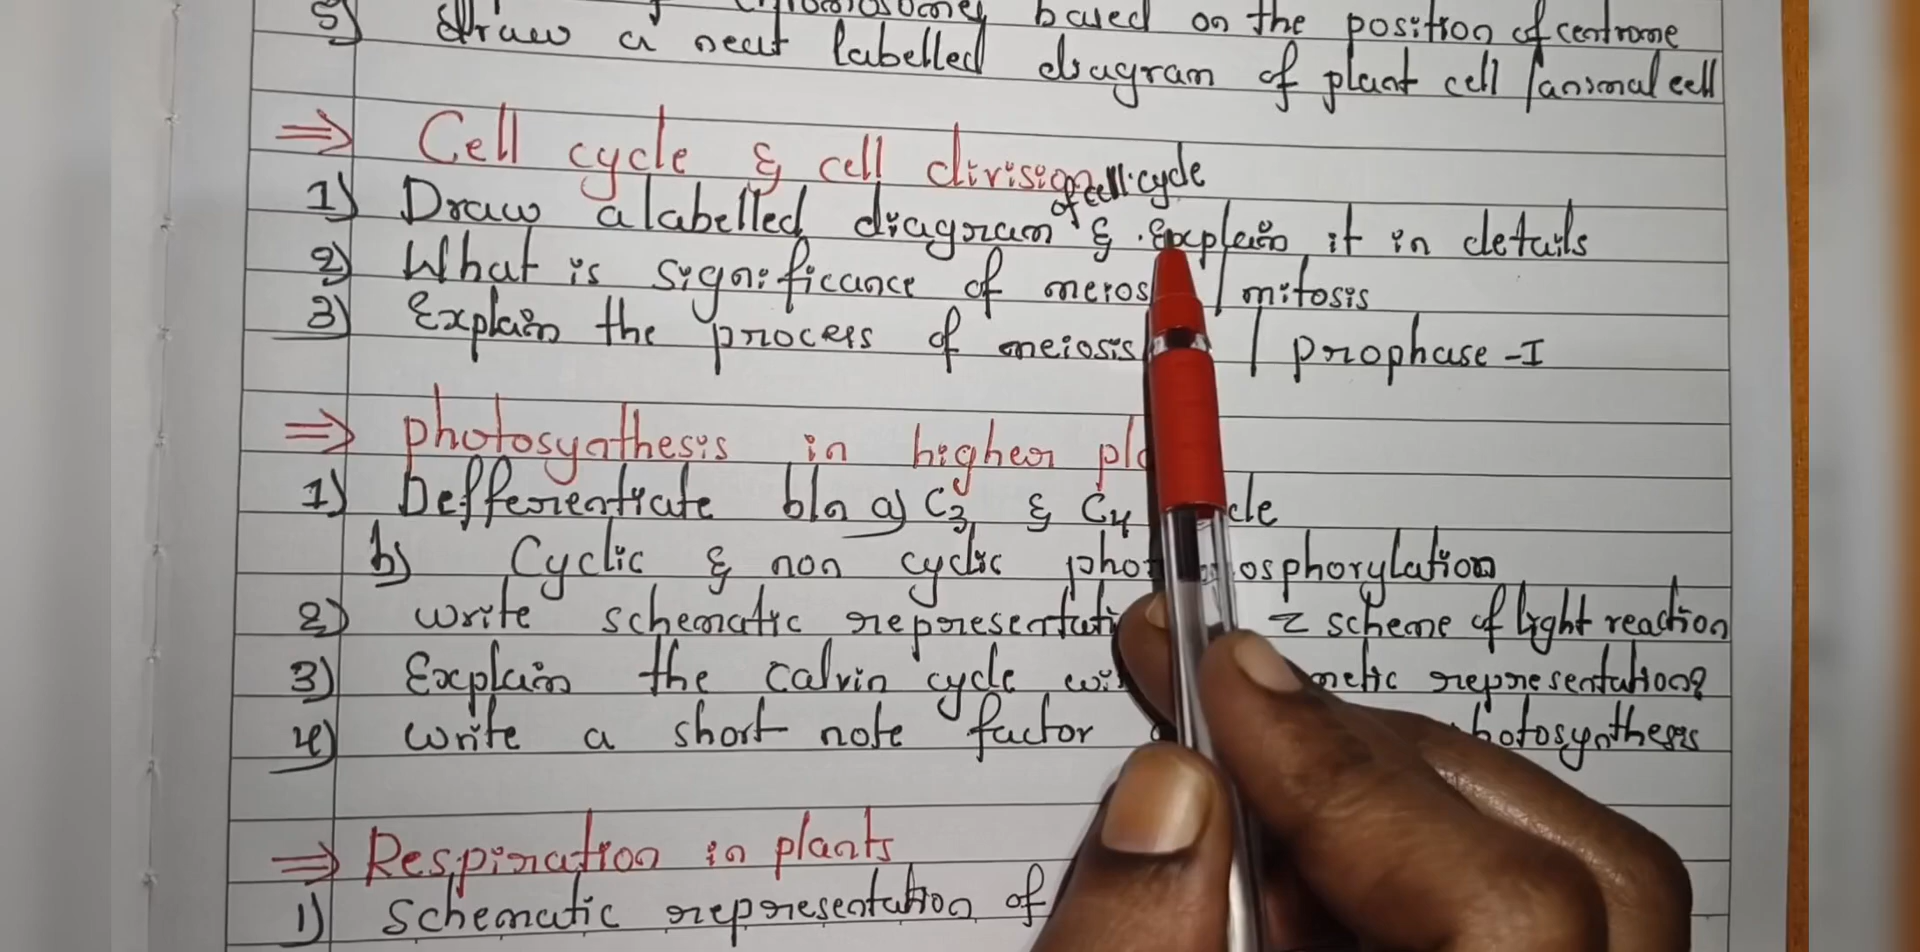 based on the position of centrome
5) Draw a neat labelled diagram of plant cell / animal cell
⇒ Cell cycle & cell division
of cell cycle
1) Draw a labelled diagram & Explain it in details
2) What is significance of meios / mitosis
3) Explain the process of meiosis / prophase -I
⇒ photosynthesis in higher pla
1) Defferentiate b/n a) C3 & C4 cle
b) Cyclic & non cyclic pho osphorylation
2) write schematic representati z scheme of light reaction
3) Explain the calvin cycle wi metic representation?
4) write a short note factor hotosynthesis
⇒ Respiration in plants
1) Schematic representation of